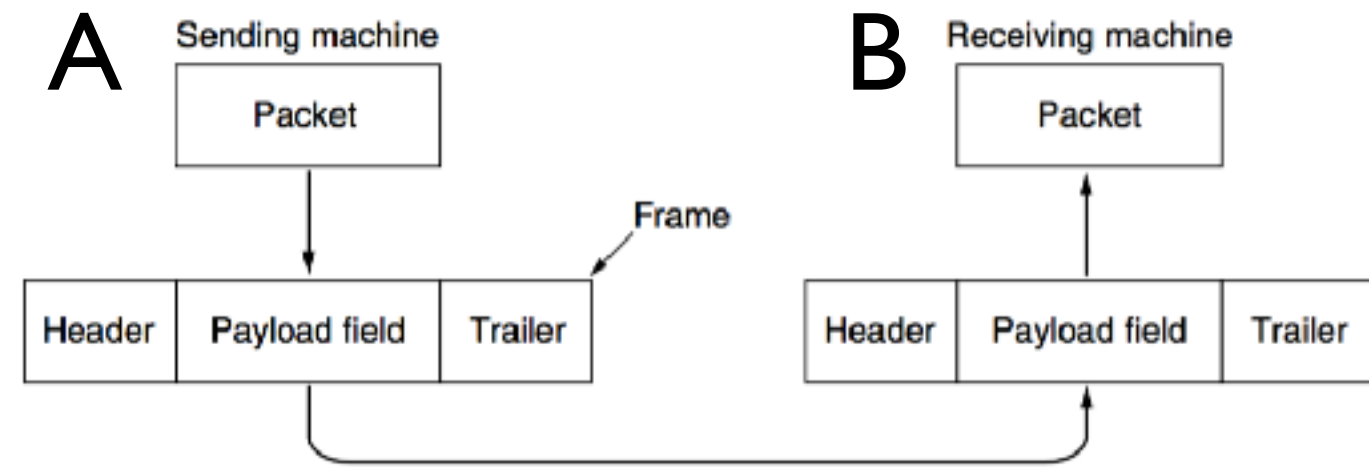 A
Sending machine
Packet
B
Receiving machine
Packet
Frame
Header
Payload field
Trailer
Header
Payload field
Trailer